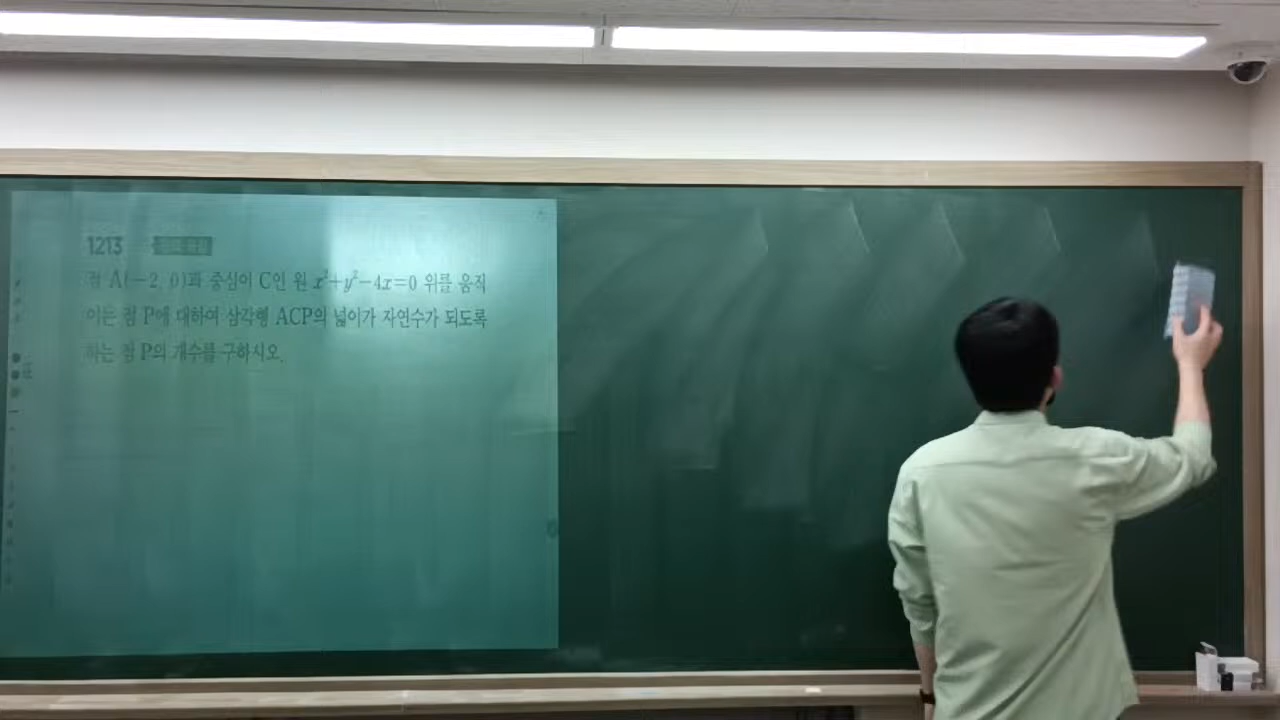 1213
점 A(−2, 0)과 중심이 C인 원 x²+y²−4x=0 위를 움직
이는 점 P에 대하여 삼각형 ACP의 넓이가 자연수가 되도록
하는 점 P의 개수를 구하시오.